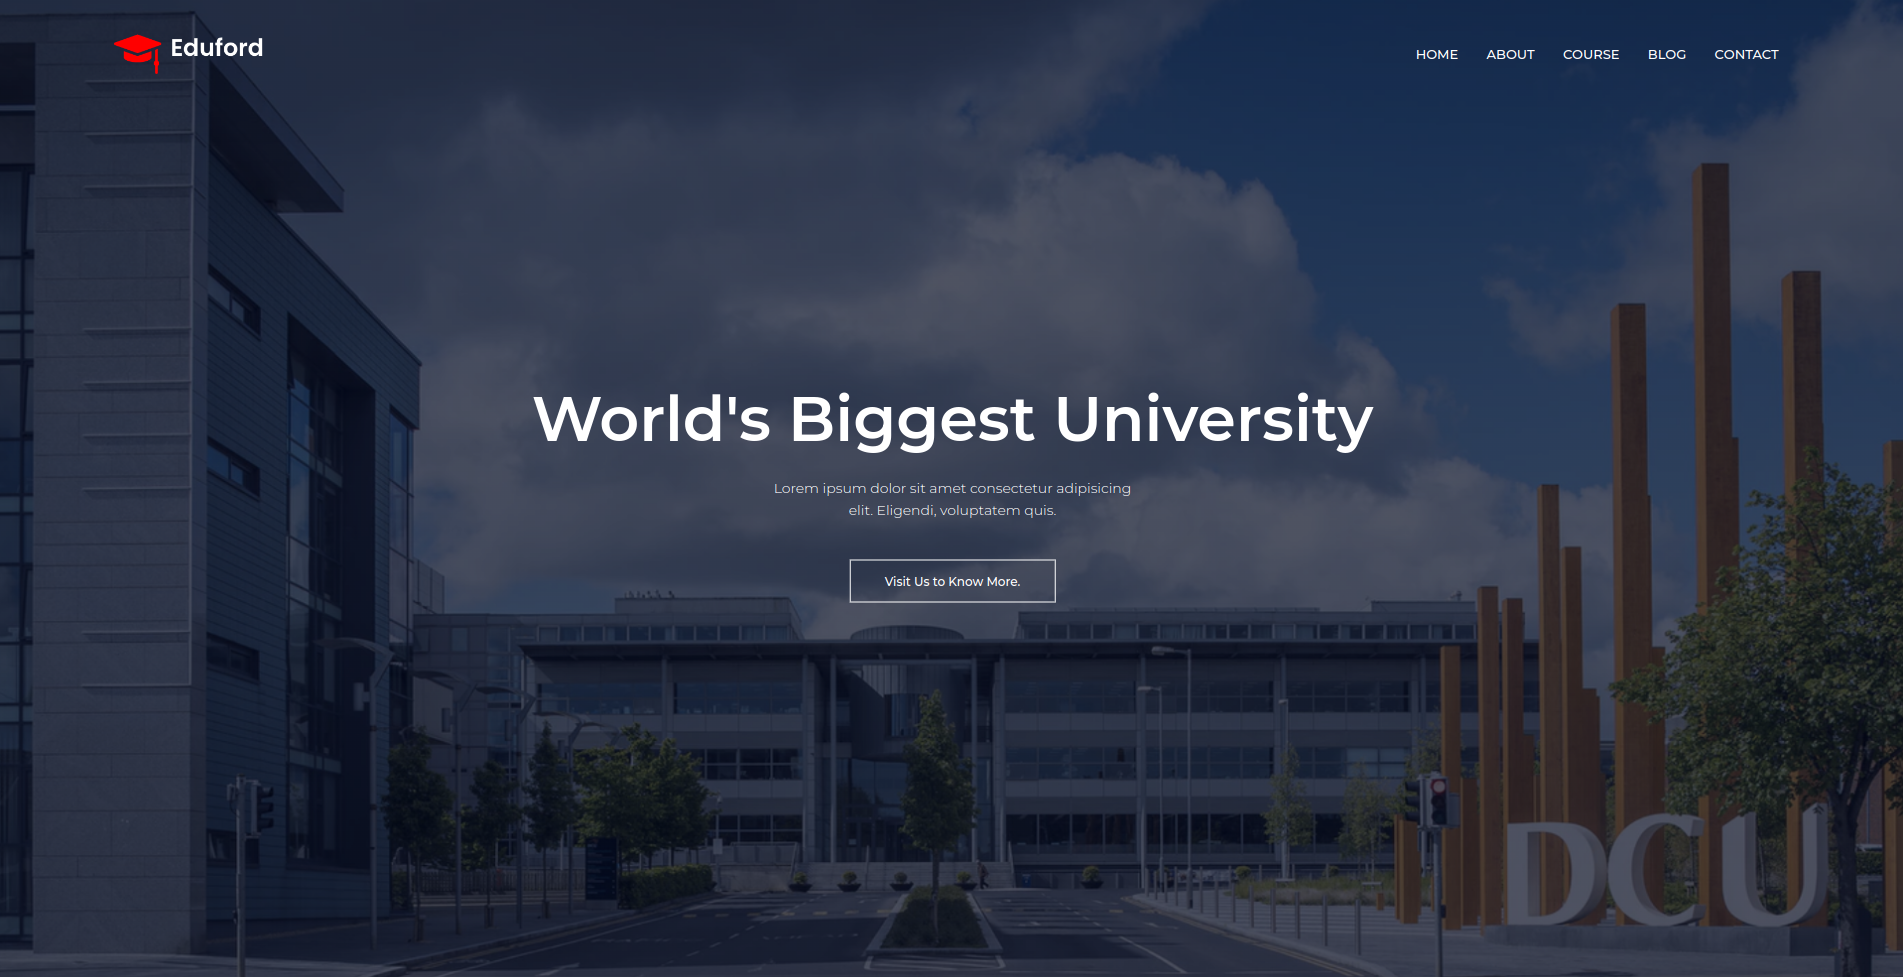 Eduford
HOME ABOUT COURSE BLOG CONTACT
World's Biggest University
Lorem ipsum dolor sit amet consectetur adipisicing
elit. Eligendi, voluptatem quis.
Visit Us to Know More.
DCU